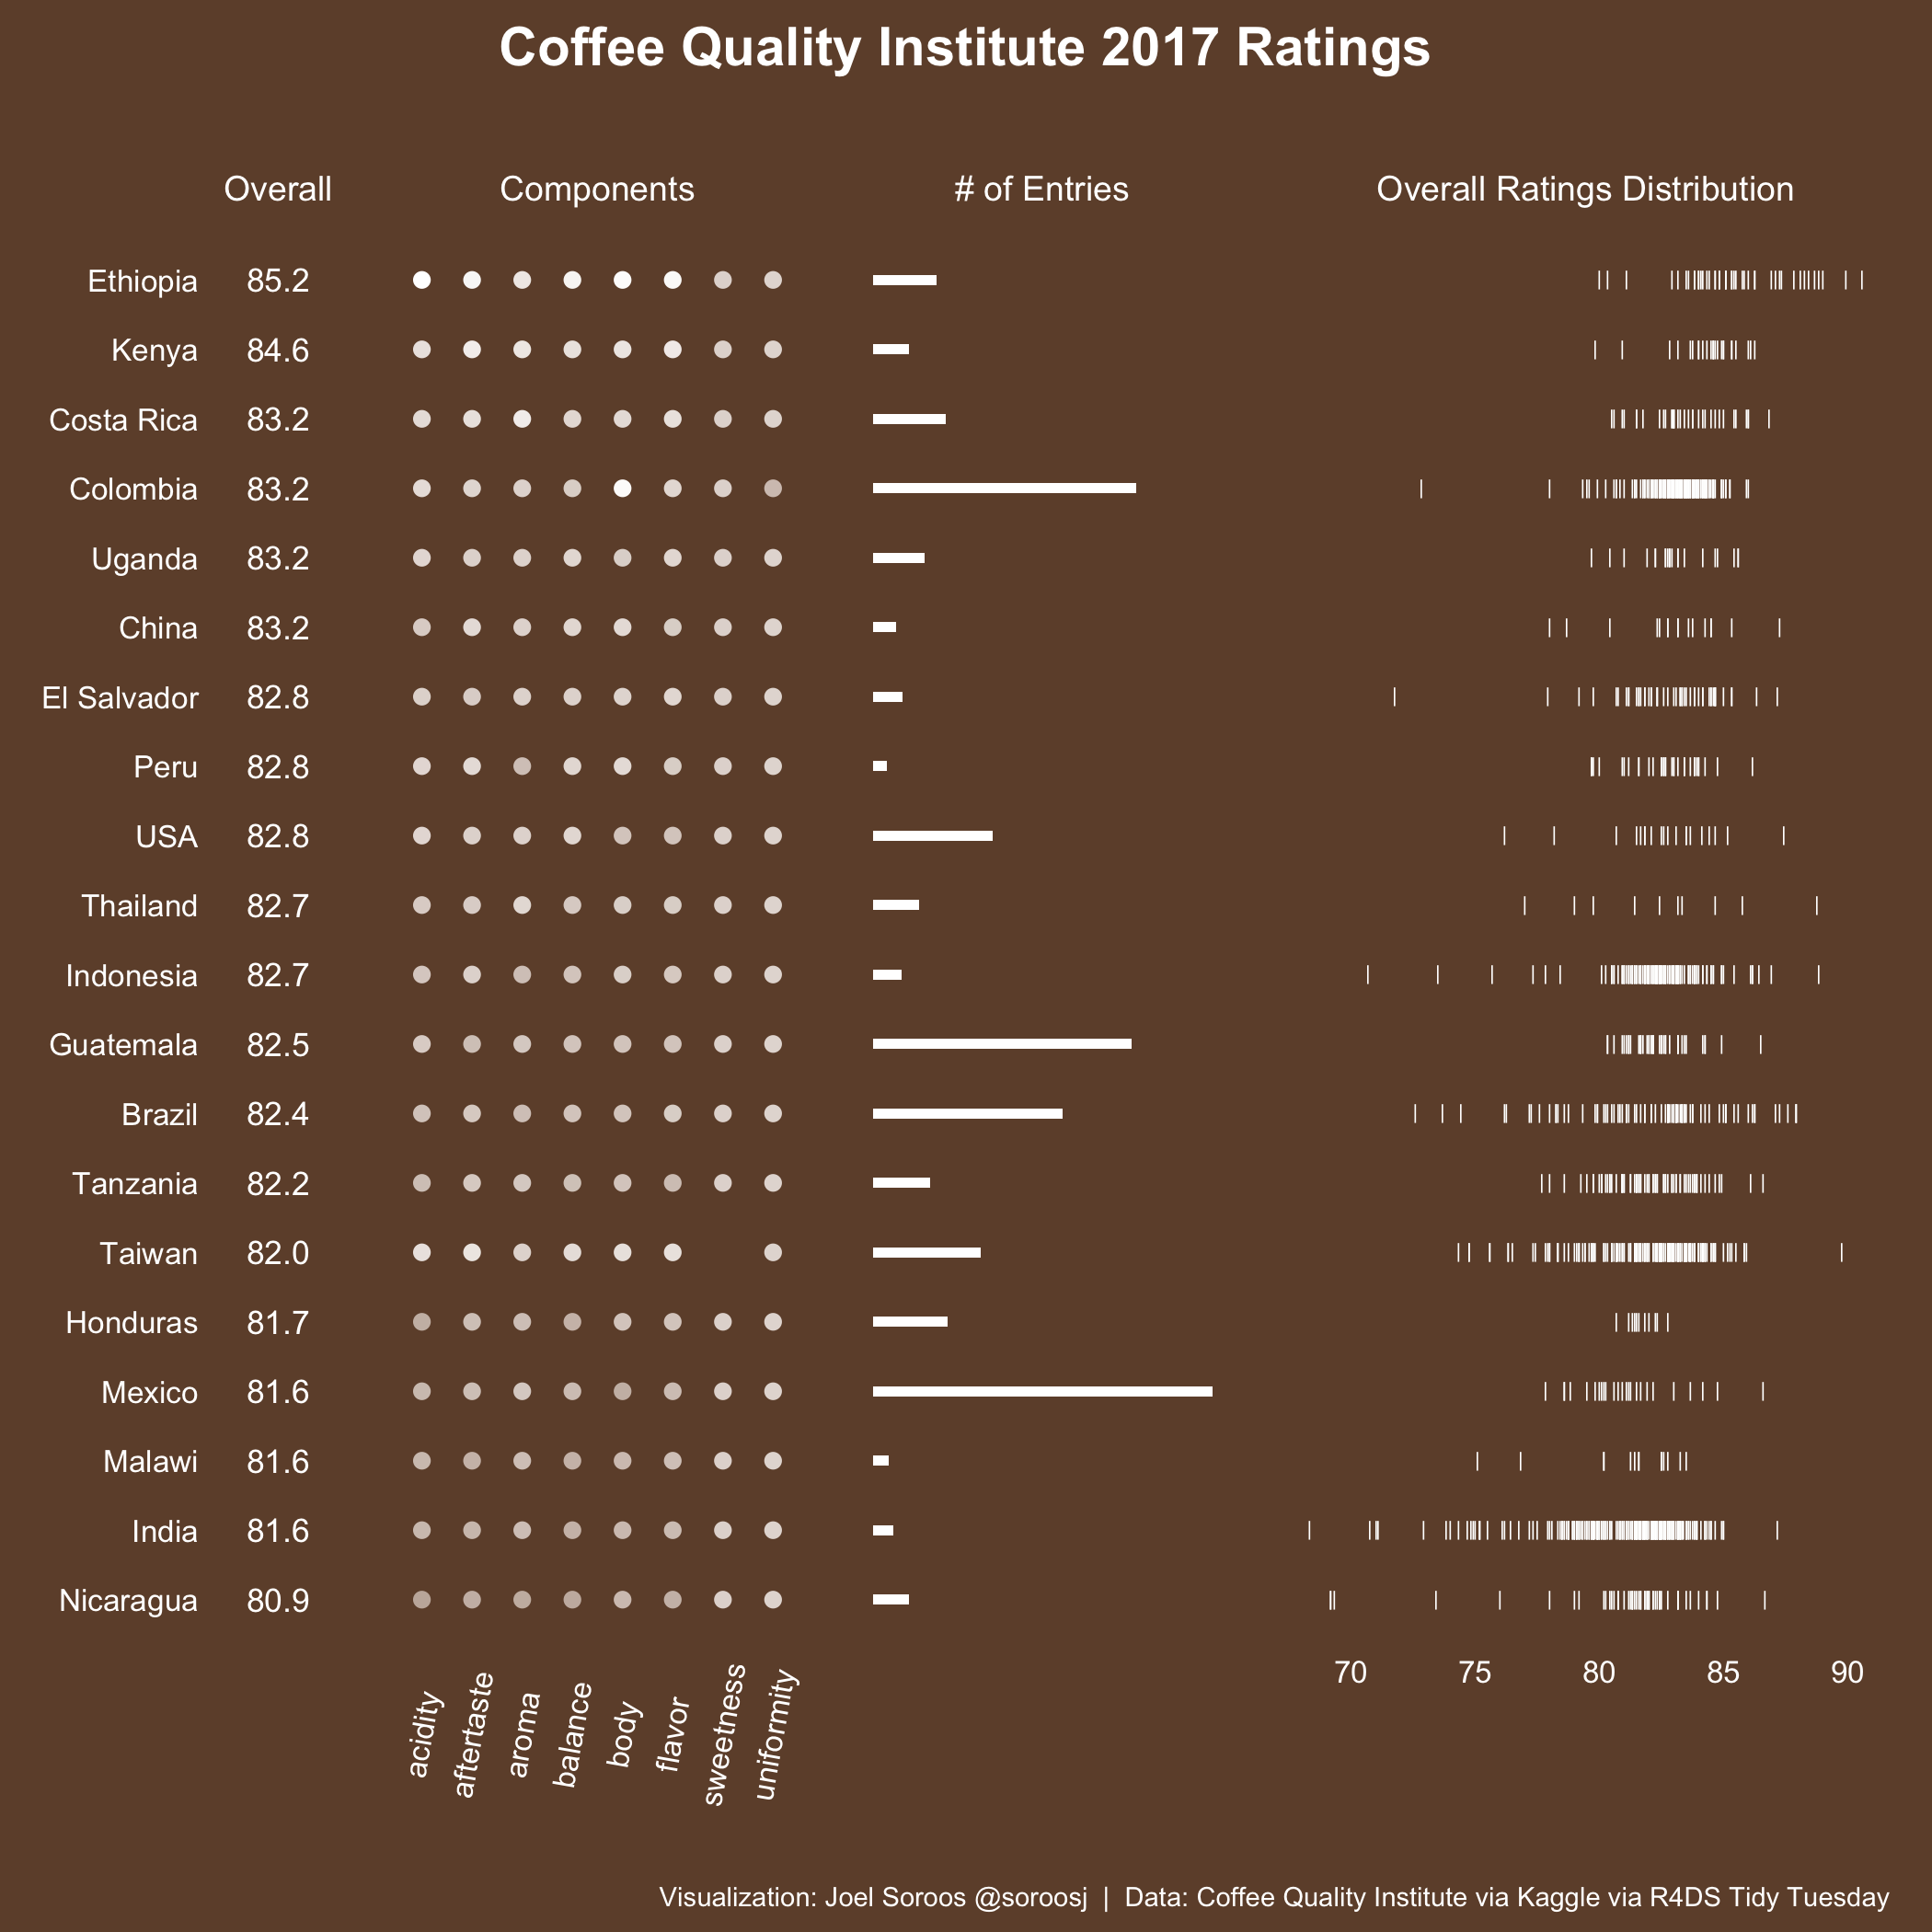 Coffee Quality Institute 2017 Ratings
Overall Components # of Entries Overall Ratings Distribution
Ethiopia 85.2
Kenya 84.6
Costa Rica 83.2
Colombia 83.2
Uganda 83.2
China 83.2
El Salvador 82.8
Peru 82.8
USA 82.8
Thailand 82.7
Indonesia 82.7
Guatemala 82.5
Brazil 82.4
Tanzania 82.2
Taiwan 82.0
Honduras 81.7
Mexico 81.6
Malawi 81.6
India 81.6
Nicaragua 80.9
70 75 80 85 90
acidity
aftertaste
aroma
balance
body
flavor
sweetness
uniformity
Visualization: Joel Soroos @soroosj | Data: Coffee Quality Institute via Kaggle via R4DS Tidy Tuesday